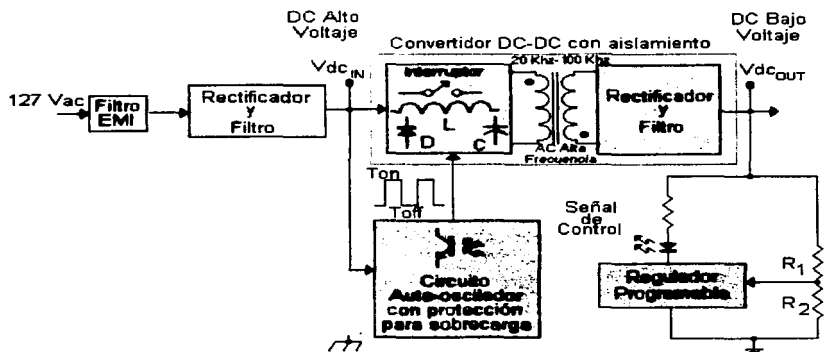 DC Alto
Voltaje
DC Bajo
Voltaje
Convertidor DC-DC con aislamiento
Vdc IN
Vdc OUT
20 Khz- 100 Khz
127 Vac
Filtro
EMI
Rectificador
y
Filtro
Interruptor
L
D
C
AC Alta
Frecuencia
Rectificador
y
Filtro
Ton
Toff
Circuito
Auto-oscilador
con protección
para sobrecarga
Señal
de
Control
Regulador
Programable
R1
R2